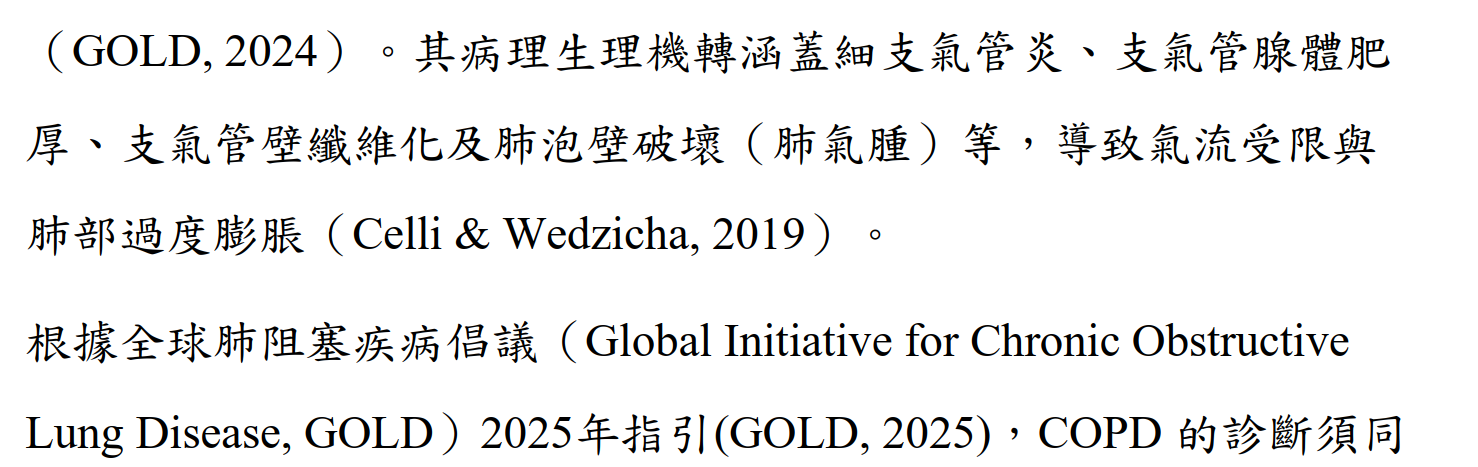 （GOLD, 2024）。其病理生理機轉涵蓋細支氣管炎、支氣管腺體肥
厚、支氣管壁纖維化及肺泡壁破壞（肺氣腫）等，導致氣流受限與
肺部過度膨脹（Celli & Wedzicha, 2019）。
根據全球肺阻塞疾病倡議（Global Initiative for Chronic Obstructive
Lung Disease, GOLD）2025年指引(GOLD, 2025)，COPD 的診斷須同